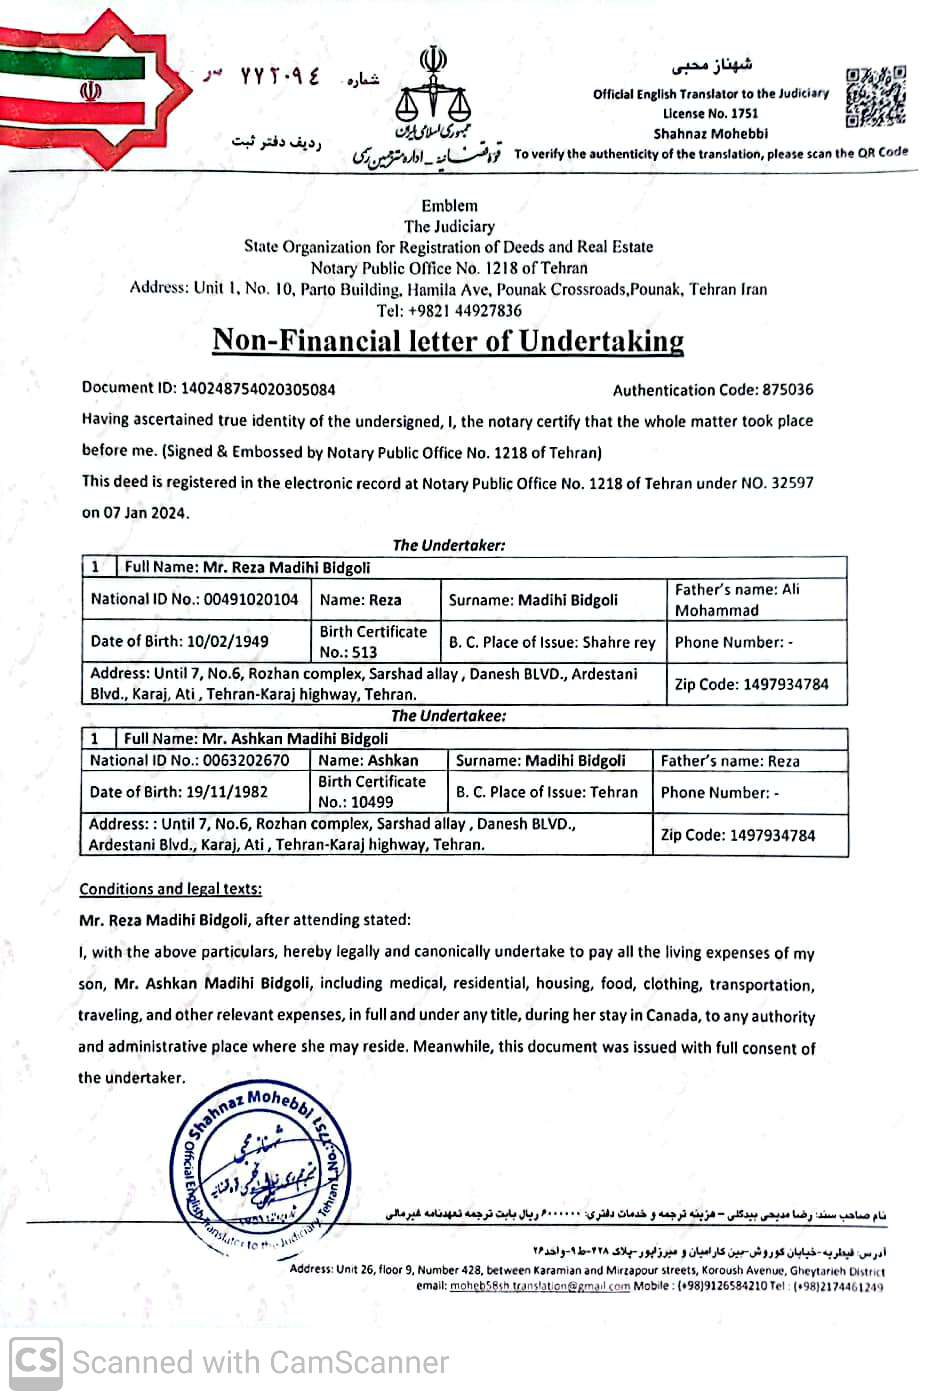 شماره ۷۷۲۰۹٤
ردیف دفتر ثبت
جمهوری اسلامی ایران
قوه قضائیه - اداره مترجمین رسمی
شهناز محبی
Official English Translator to the Judiciary
License No. 1751
Shahnaz Mohebbi
To verify the authenticity of the translation, please scan the QR Code
Emblem
The Judiciary
State Organization for Registration of Deeds and Real Estate
Notary Public Office No. 1218 of Tehran
Address: Unit 1, No. 10, Parto Building, Hamila Ave, Pounak Crossroads,Pounak, Tehran Iran
Tel: +9821 44927836
Non-Financial letter of Undertaking
Document ID: 140248754020305084 Authentication Code: 875036
Having ascertained true identity of the undersigned, I, the notary certify that the whole matter took place
before me. (Signed & Embossed by Notary Public Office No. 1218 of Tehran)
This deed is registered in the electronic record at Notary Public Office No. 1218 of Tehran under NO. 32597
on 07 Jan 2024.
The Undertaker:
1 Full Name: Mr. Reza Madihi Bidgoli
National ID No.: 00491020104 Name: Reza Surname: Madihi Bidgoli Father's name: Ali
Mohammad
Date of Birth: 10/02/1949 Birth Certificate
No.: 513 B. C. Place of Issue: Shahre rey Phone Number: -
Address: Until 7, No.6, Rozhan complex, Sarshad allay , Danesh BLVD., Ardestani
Blvd., Karaj, Ati , Tehran-Karaj highway, Tehran. Zip Code: 1497934784
The Undertakee:
1 Full Name: Mr. Ashkan Madihi Bidgoli
National ID No.: 0063202670 Name: Ashkan Surname: Madihi Bidgoli Father's name: Reza
Date of Birth: 19/11/1982 Birth Certificate
No.: 10499 B. C. Place of Issue: Tehran Phone Number: -
Address: : Until 7, No.6, Rozhan complex, Sarshad allay , Danesh BLVD.,
Ardestani Blvd., Karaj, Ati , Tehran-Karaj highway, Tehran. Zip Code: 1497934784
Conditions and legal texts:
Mr. Reza Madihi Bidgoli, after attending stated:
I, with the above particulars, hereby legally and canonically undertake to pay all the living expenses of my
son, Mr. Ashkan Madihi Bidgoli, including medical, residential, housing, food, clothing, transportation,
traveling, and other relevant expenses, in full and under any title, during her stay in Canada, to any authority
and administrative place where she may reside. Meanwhile, this document was issued with full consent of
the undertaker.
Shahnaz Mohebbi L.No.:1751
Official English Translator to the Judiciary, Tehran
شهناز محبی
نام صاحب سند: رضا مدیحی بیدگلی – هزینه ترجمه و خدمات دفتری: ۶۰۰۰۰۰۰ ریال بابت ترجمه تعهدنامه غیرمالی
آدرس: قیطریه-خیابان کوروش-بین کارامیان و میرزاپور-پلاک ۴۲۸-ط۹-واحد۲۶
Address: Unit 26, floor 9, Number 428, between Karamian and Mirzapour streets, Koroush Avenue, Gheytarieh District
email: moheb58sh.translation@gmail.com Mobile : (+98)9126584210 Tel : (+98)2174461249
CS Scanned with CamScanner